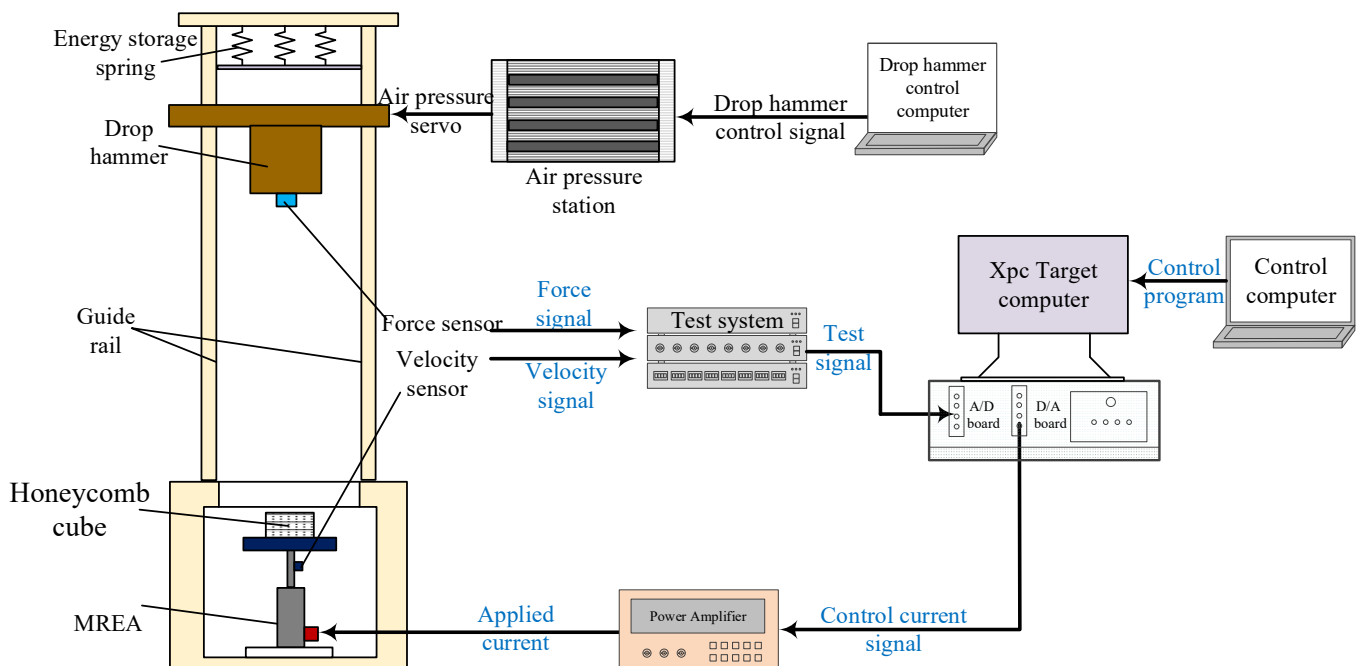 Energy storage
spring
Air pressure
servo
Drop
hammer
Air pressure
station
Drop hammer
control signal
Drop hammer
control
computer
Guide
rail
Force sensor
Velocity
sensor
Force
signal
Velocity
signal
Test system
Test
signal
Xpc Target
computer
Control
program
Control
computer
A/D
board
D/A
board
Honeycomb
cube
MREA
Applied
current
Power Amplifier
Control current
signal